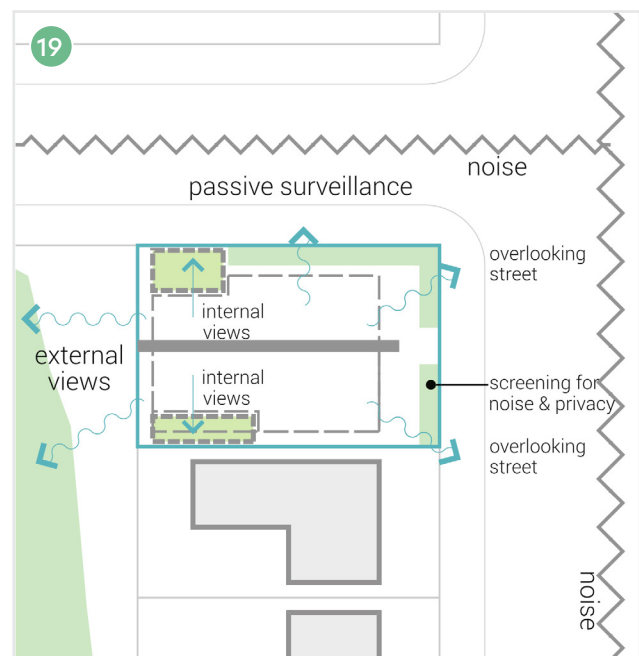 19
noise
passive surveillance
overlooking
street
internal
views
external
views
internal
views
screening for
noise & privacy
overlooking
street
noise